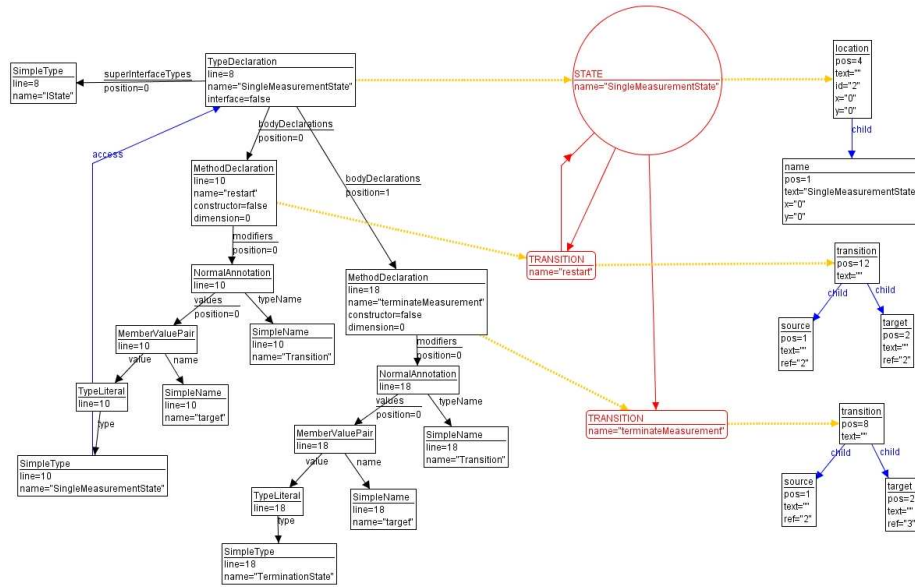 SimpleType
line=8
name="IState"
superInterfaceTypes
position=0
TypeDeclaration
line=8
name="SingleMeasurementState"
interface=false
STATE
name="SingleMeasurementState"
location
pos=4
text=""
id="2"
x="0"
y="0"
child
name
pos=1
text="SingleMeasurementState"
x="0"
y="0"
access
bodyDeclarations
position=0
bodyDeclarations
position=1
MethodDeclaration
line=10
name="restart"
constructor=false
dimension=0
modifiers
position=0
NormalAnnotation
line=10
values
position=0
typeName
MemberValuePair
line=10
SimpleName
line=10
name="Transition"
value
name
TypeLiteral
line=10
SimpleName
line=10
name="target"
type
SimpleType
line=10
name="SingleMeasurementState"
MethodDeclaration
line=18
name="terminateMeasurement"
constructor=false
dimension=0
modifiers
position=0
NormalAnnotation
line=18
values
position=0
typeName
MemberValuePair
line=18
SimpleName
line=18
name="Transition"
value
name
TypeLiteral
line=18
SimpleName
line=18
name="target"
type
SimpleType
line=18
name="TerminationState"
TRANSITION
name="restart"
transition
pos=12
text=""
child
child
source
pos=1
text=""
ref="2"
target
pos=2
text=""
ref="2"
TRANSITION
name="terminateMeasurement"
transition
pos=8
text=""
child
child
source
pos=1
text=""
ref="2"
target
pos=2
text=""
ref="3"